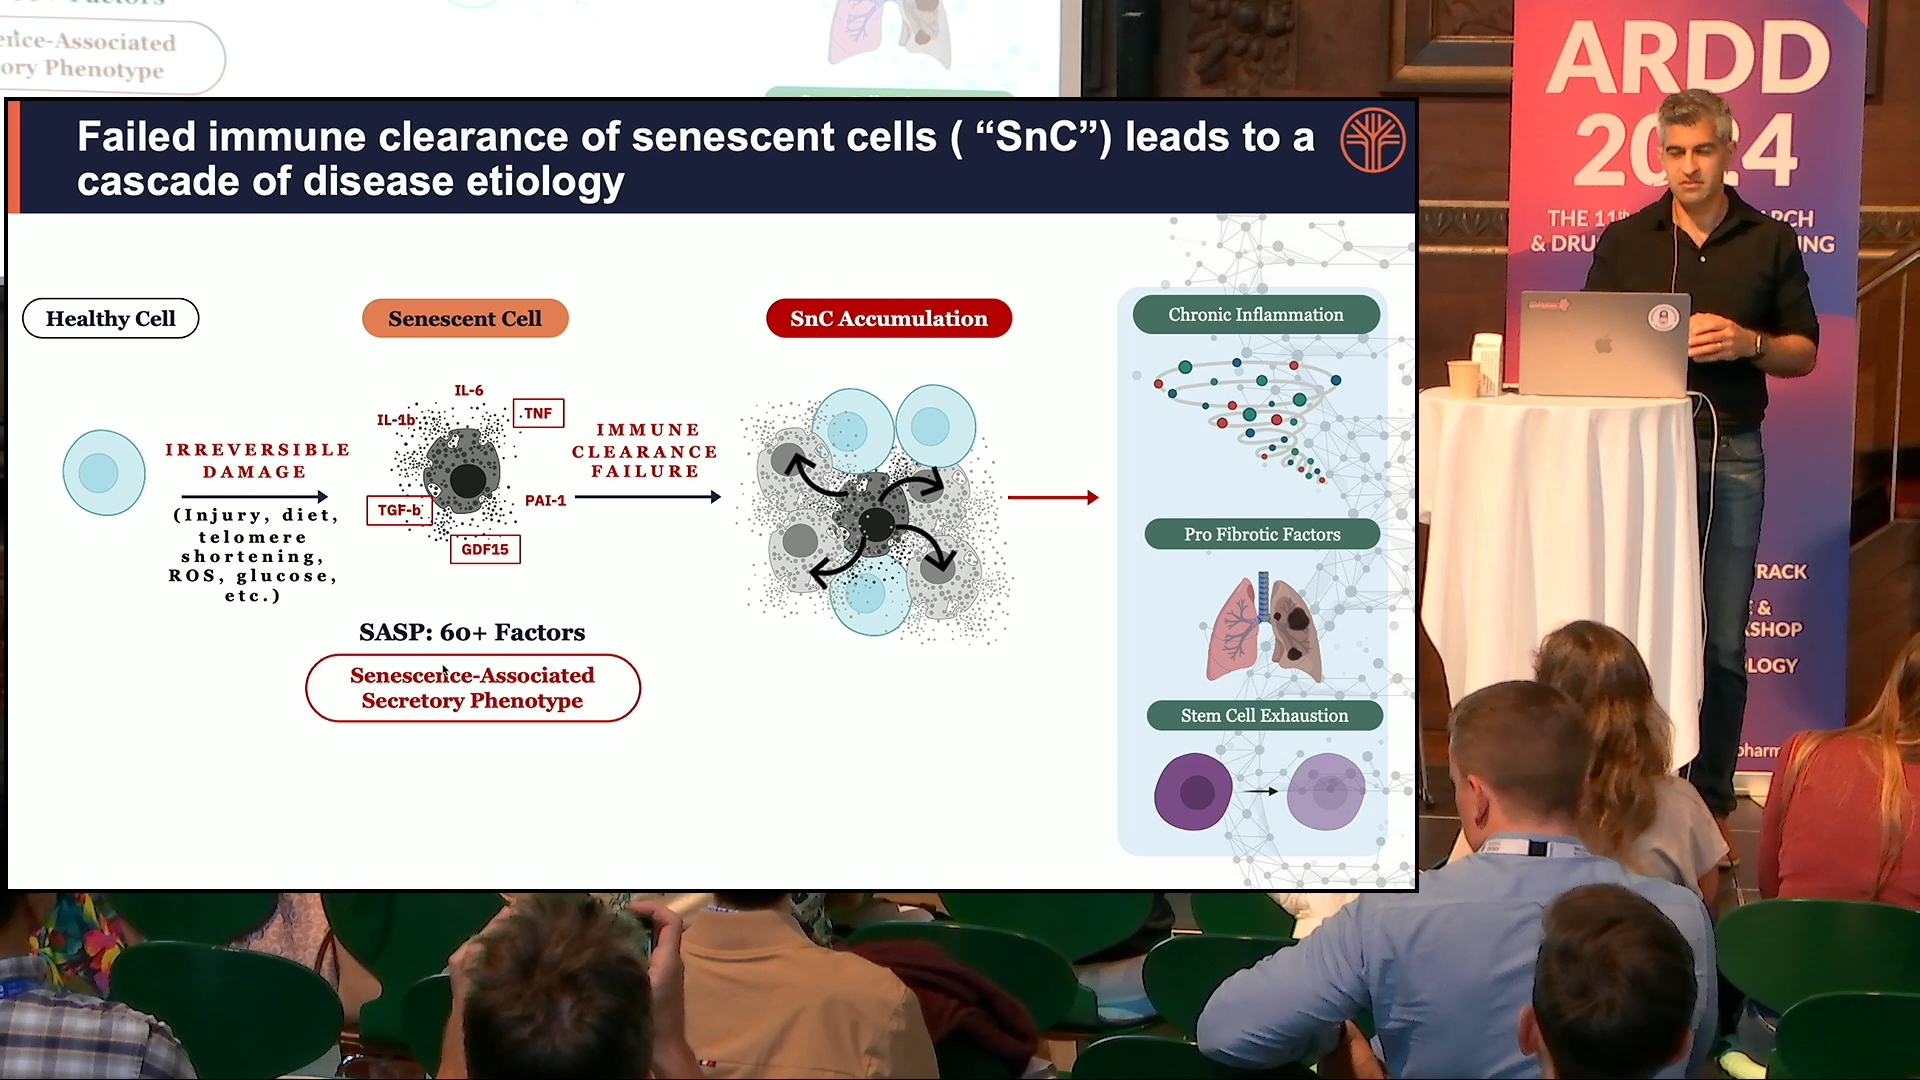 ence-Associated
ory Phenotype
Failed immune clearance of senescent cells ( “SnC”) leads to a
cascade of disease etiology
Healthy Cell
Senescent Cell
SnC Accumulation
IRREVERSIBLE
DAMAGE
(Injury, diet,
telomere
shortening,
ROS, glucose,
etc.)
IL-6
IL-1b
TNF
TGF-b
PAI-1
GDF15
IMMUNE
CLEARANCE
FAILURE
SASP: 60+ Factors
Senescence-Associated
Secretory Phenotype
Chronic Inflammation
Pro Fibrotic Factors
Stem Cell Exhaustion
ARDD
2024
THE 11th
RCH
& DRU
ING
RACK
&
SHOP
LOGY
pharm